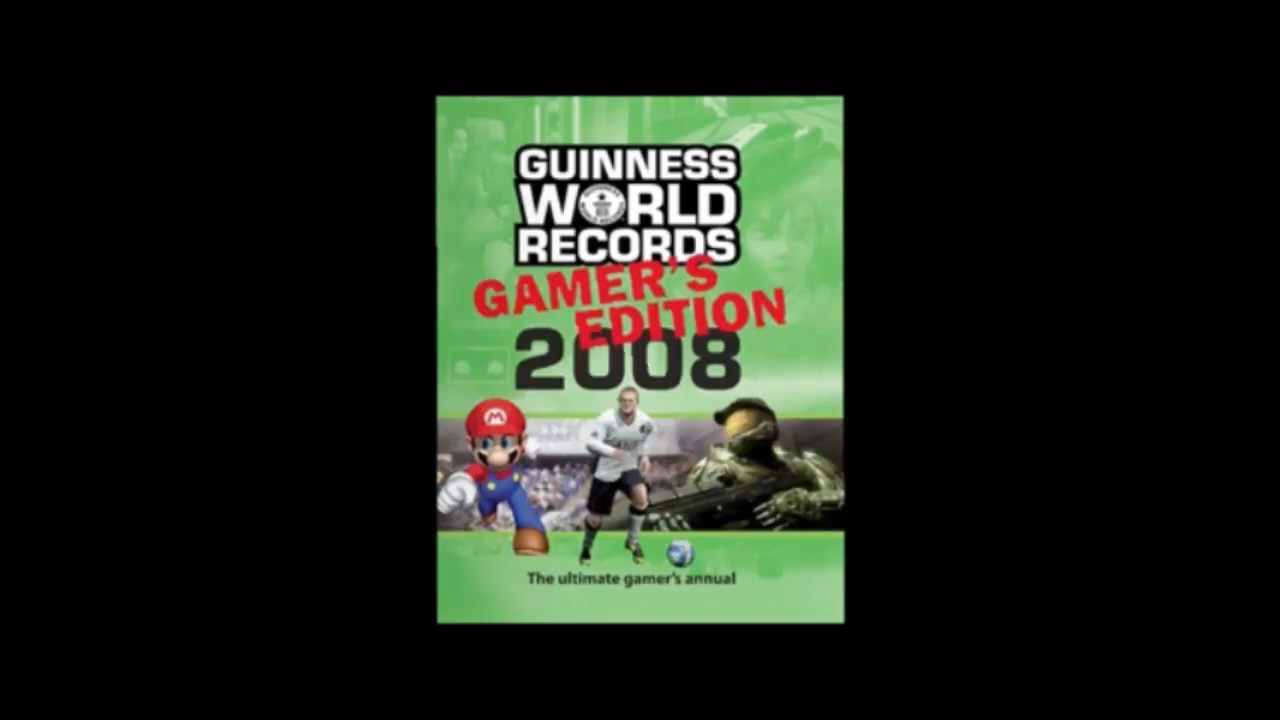 GUINNESS
WORLD
RECORDS
GAMER'S
EDITION
2008
M
The ultimate gamer's annual